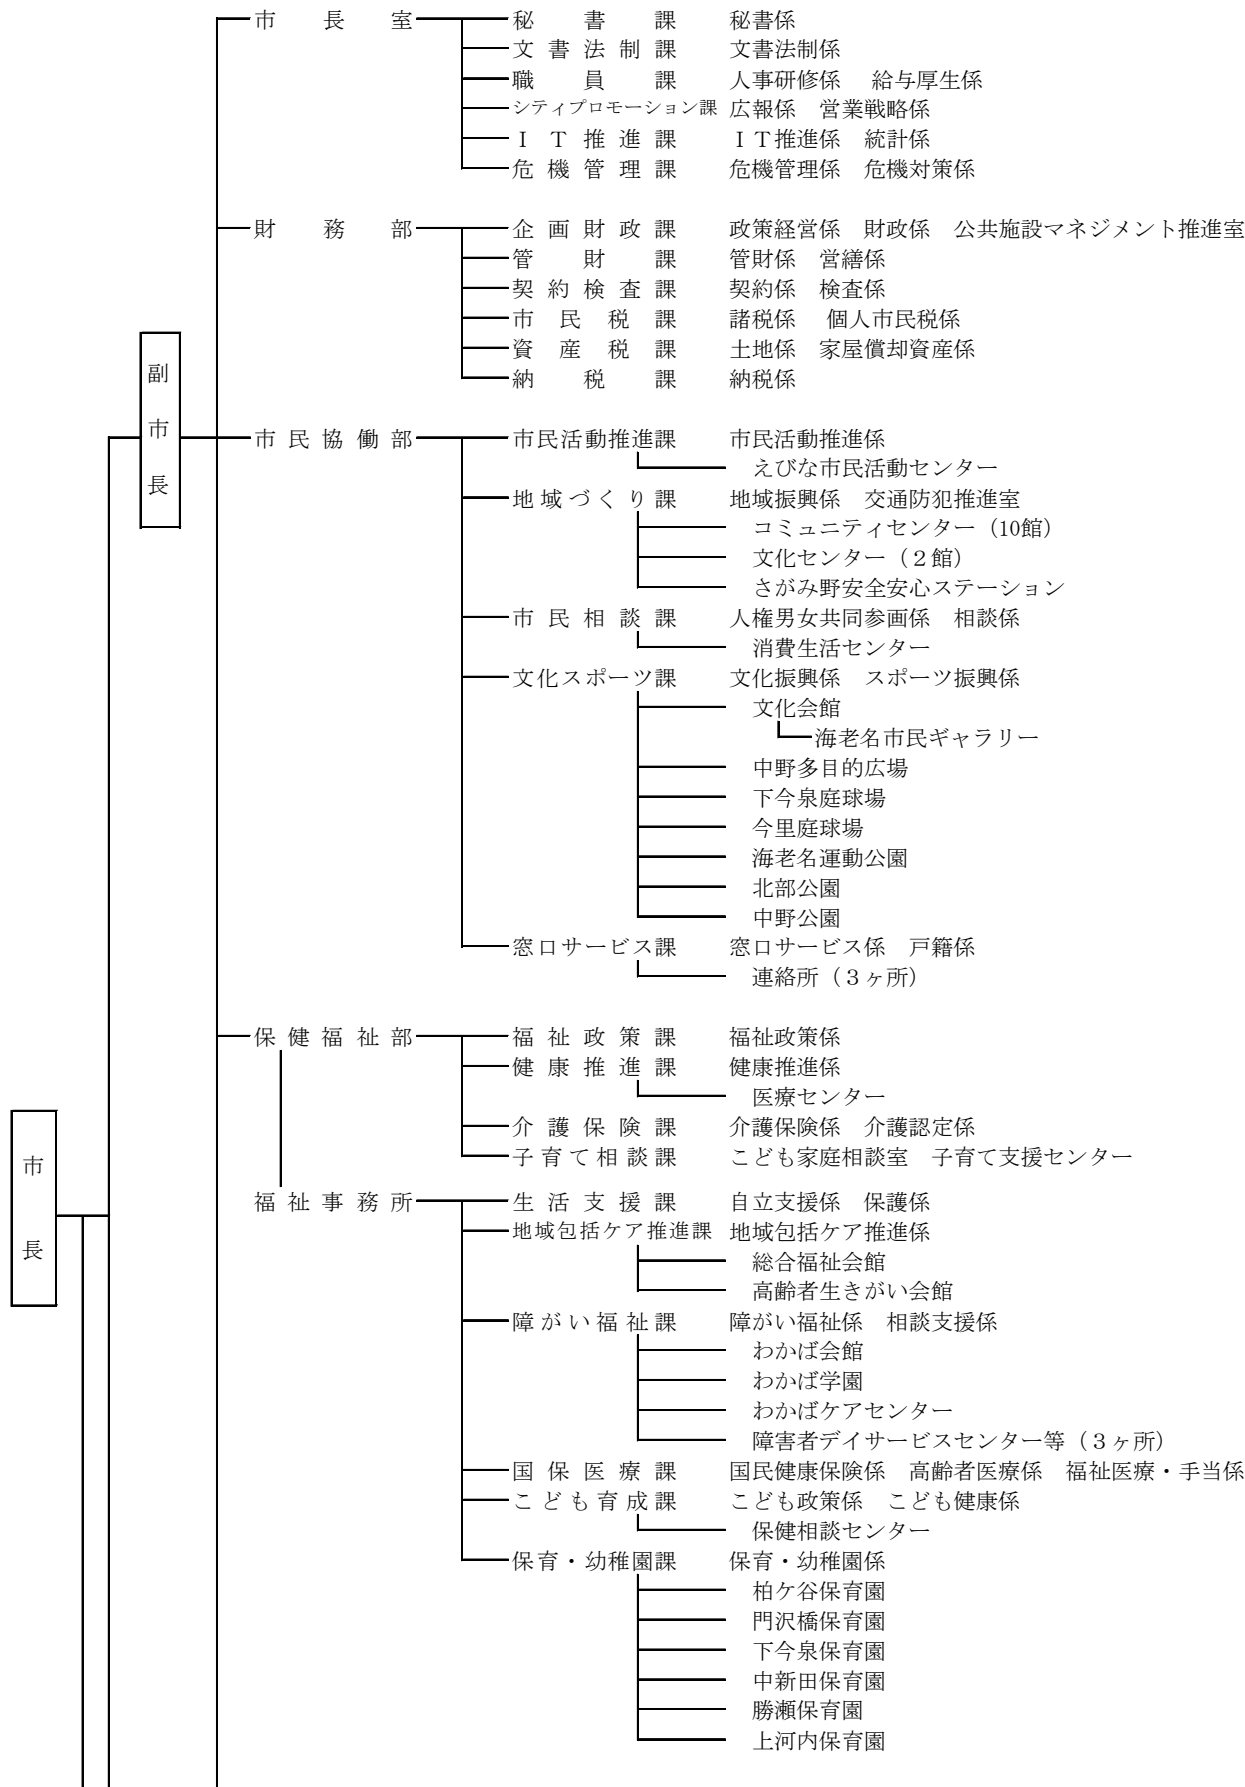 市長室 秘書課 秘書係
文書法制課 文書法制係
職員課 人事研修係 給与厚生係
シティプロモーション課 広報係 営業戦略係
ＩＴ推進課 ＩＴ推進係 統計係
危機管理課 危機管理係 危機対策係
財務部 企画財政課 政策経営係 財政係 公共施設マネジメント推進室
管財課 管財係 営繕係
契約検査課 契約係 検査係
市民税課 諸税係 個人市民税係
資産税課 土地係 家屋償却資産係
納税課 納税係
副市長
市民協働部 市民活動推進課 市民活動推進係
えびな市民活動センター
地域づくり課 地域振興係 交通防犯推進室
コミュニティセンター（10館）
文化センター（２館）
さがみ野安全安心ステーション
市民相談課 人権男女共同参画係 相談係
消費生活センター
文化スポーツ課 文化振興係 スポーツ振興係
文化会館
海老名市民ギャラリー
中野多目的広場
下今泉庭球場
今里庭球場
海老名運動公園
北部公園
中野公園
窓口サービス課 窓口サービス係 戸籍係
連絡所（３ヶ所）
保健福祉部 福祉政策課 福祉政策係
健康推進課 健康推進係
医療センター
介護保険課 介護保険係 介護認定係
子育て相談課 こども家庭相談室 子育て支援センター
市長
福祉事務所 生活支援課 自立支援係 保護係
地域包括ケア推進課 地域包括ケア推進係
総合福祉会館
高齢者生きがい会館
障がい福祉課 障がい福祉係 相談支援係
わかば会館
わかば学園
わかばケアセンター
障害者デイサービスセンター等（３ヶ所）
国保医療課 国民健康保険係 高齢者医療係 福祉医療・手当係
こども育成課 こども政策係 こども健康係
保健相談センター
保育・幼稚園課 保育・幼稚園係
柏ケ谷保育園
門沢橋保育園
下今泉保育園
中新田保育園
勝瀬保育園
上河内保育園